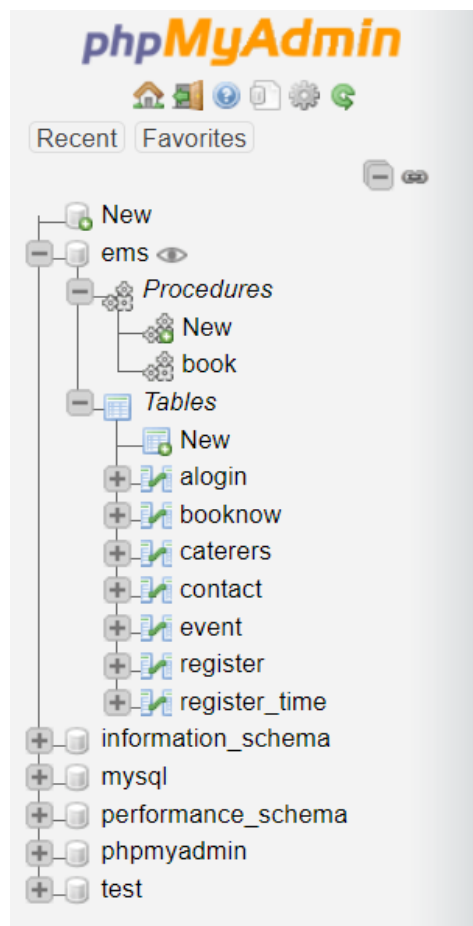 phpMyAdmin
Recent Favorites
New
ems
Procedures
New
book
Tables
New
alogin
booknow
caterers
contact
event
register
register_time
information_schema
mysql
performance_schema
phpmyadmin
test